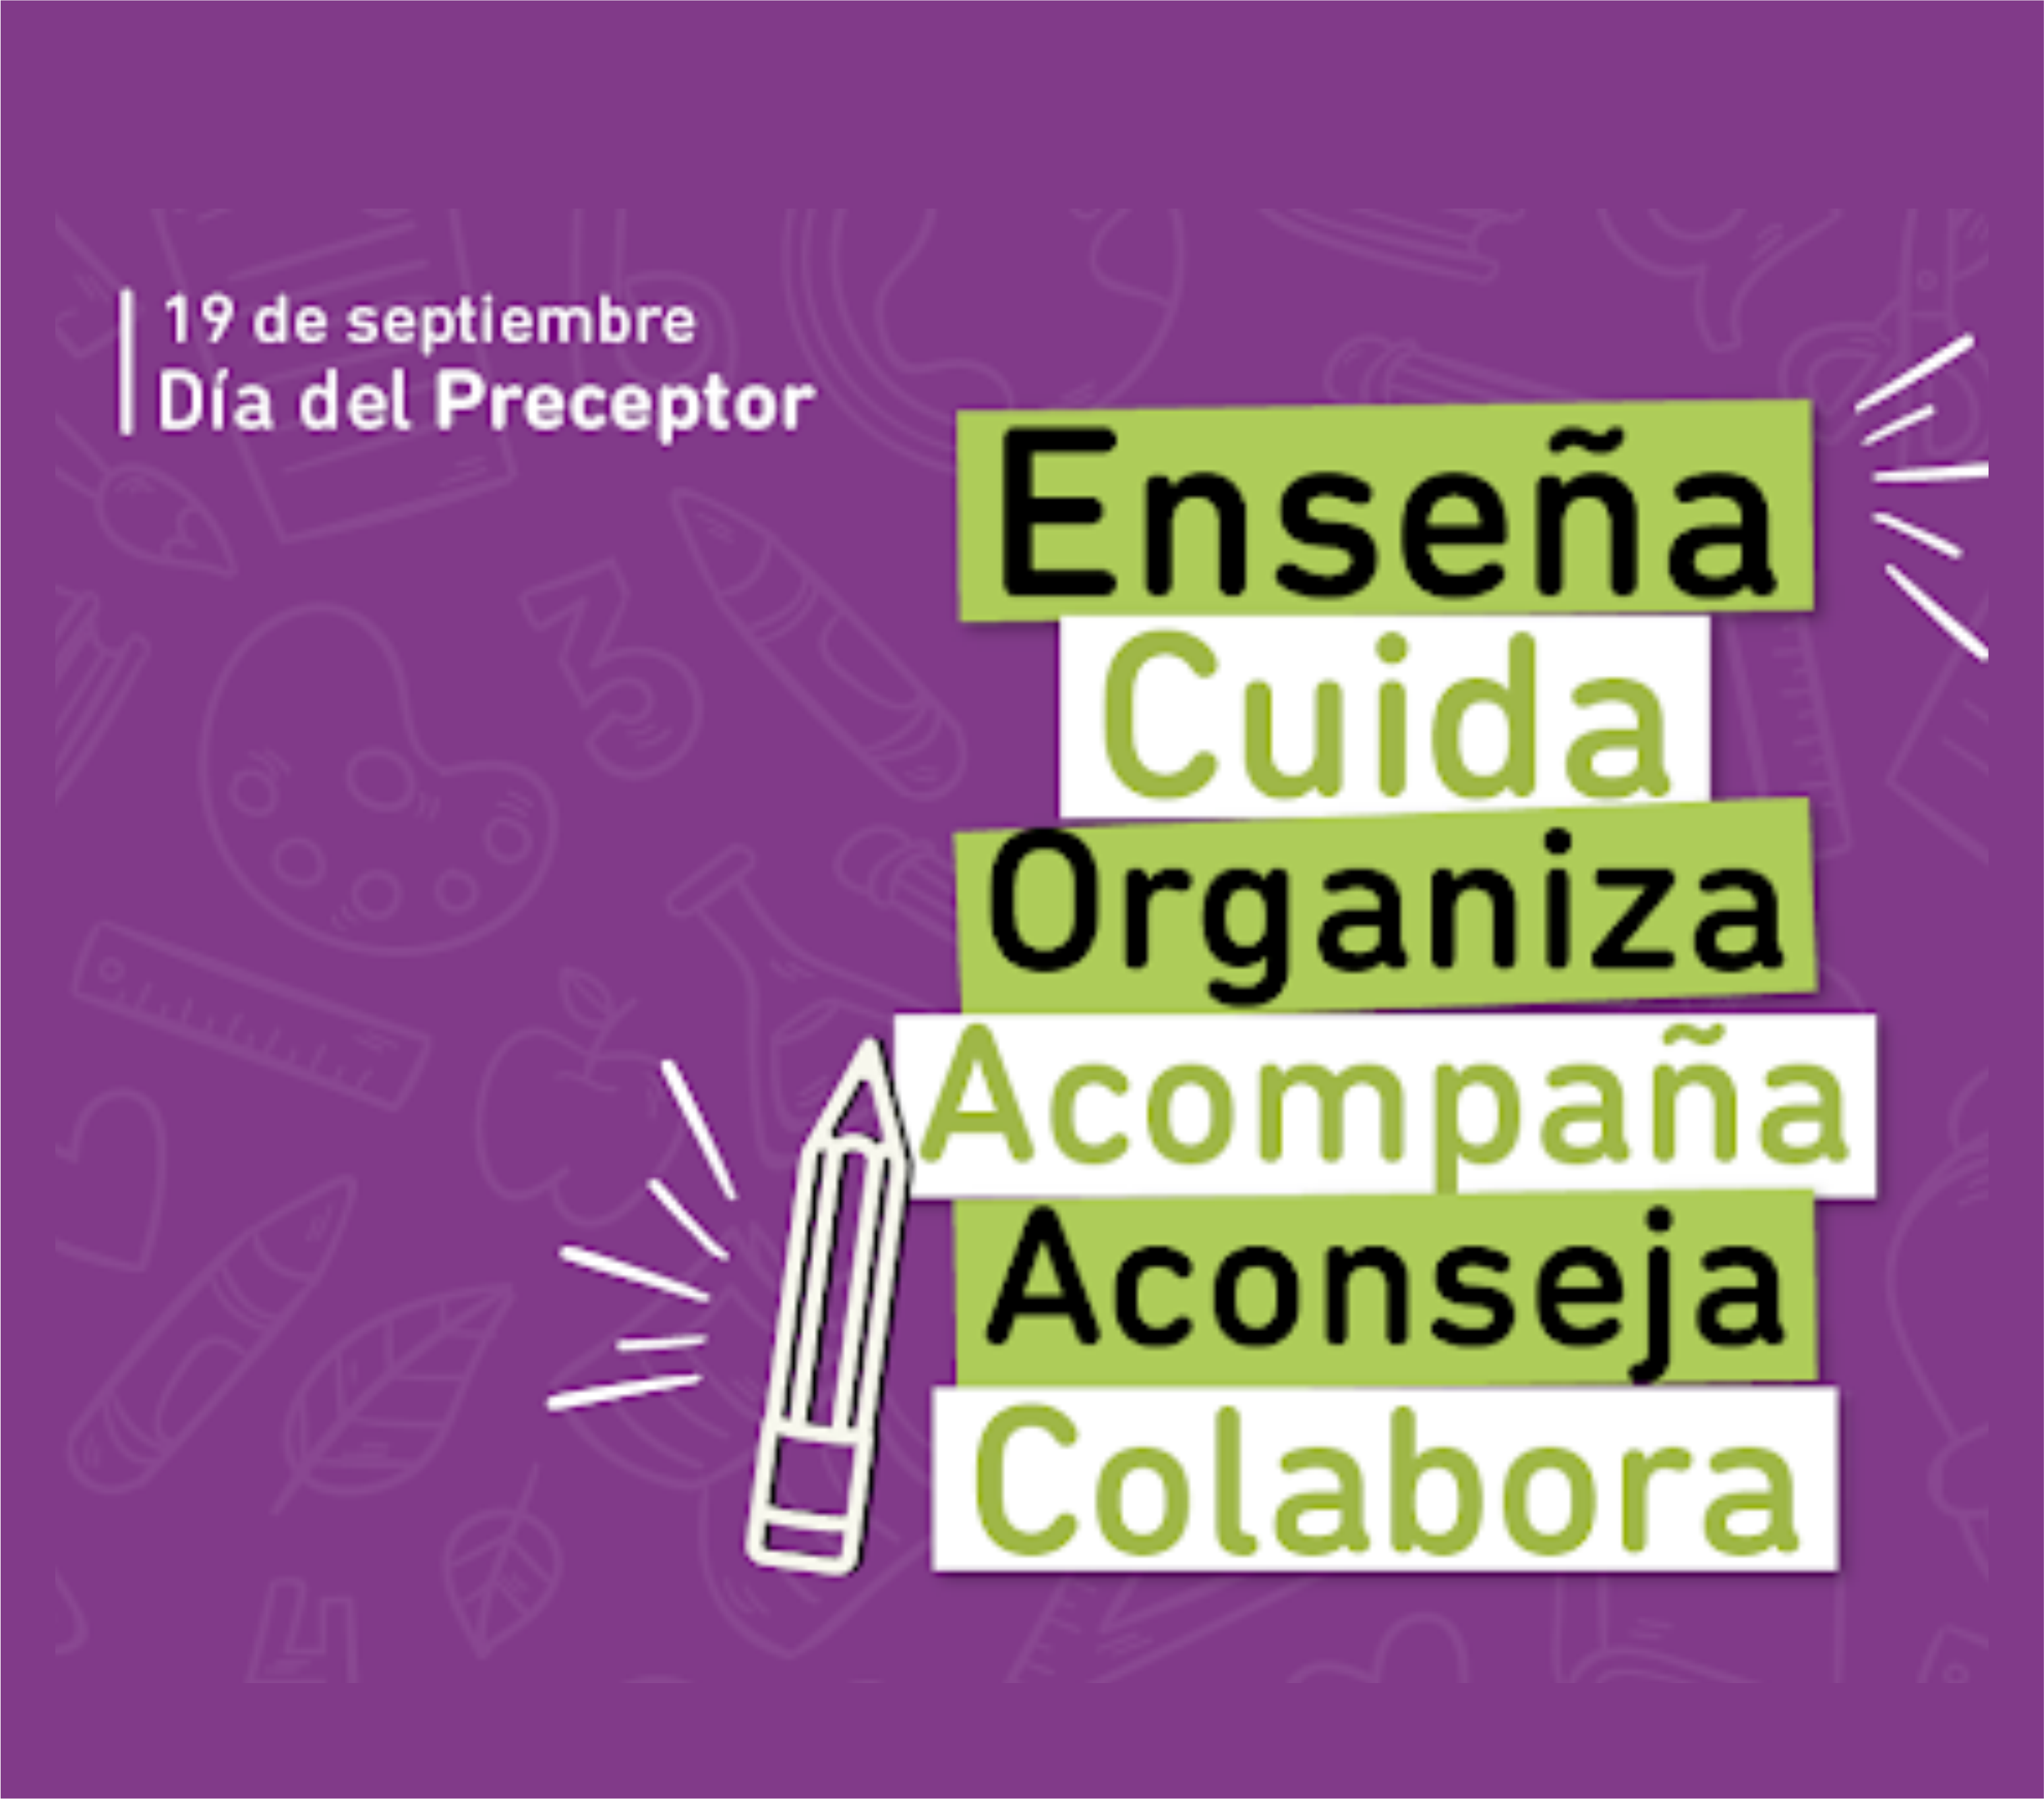 19 de septiembre
Día del Preceptor
Enseña
Cuida
Organiza
Acompaña
Aconseja
Colabora